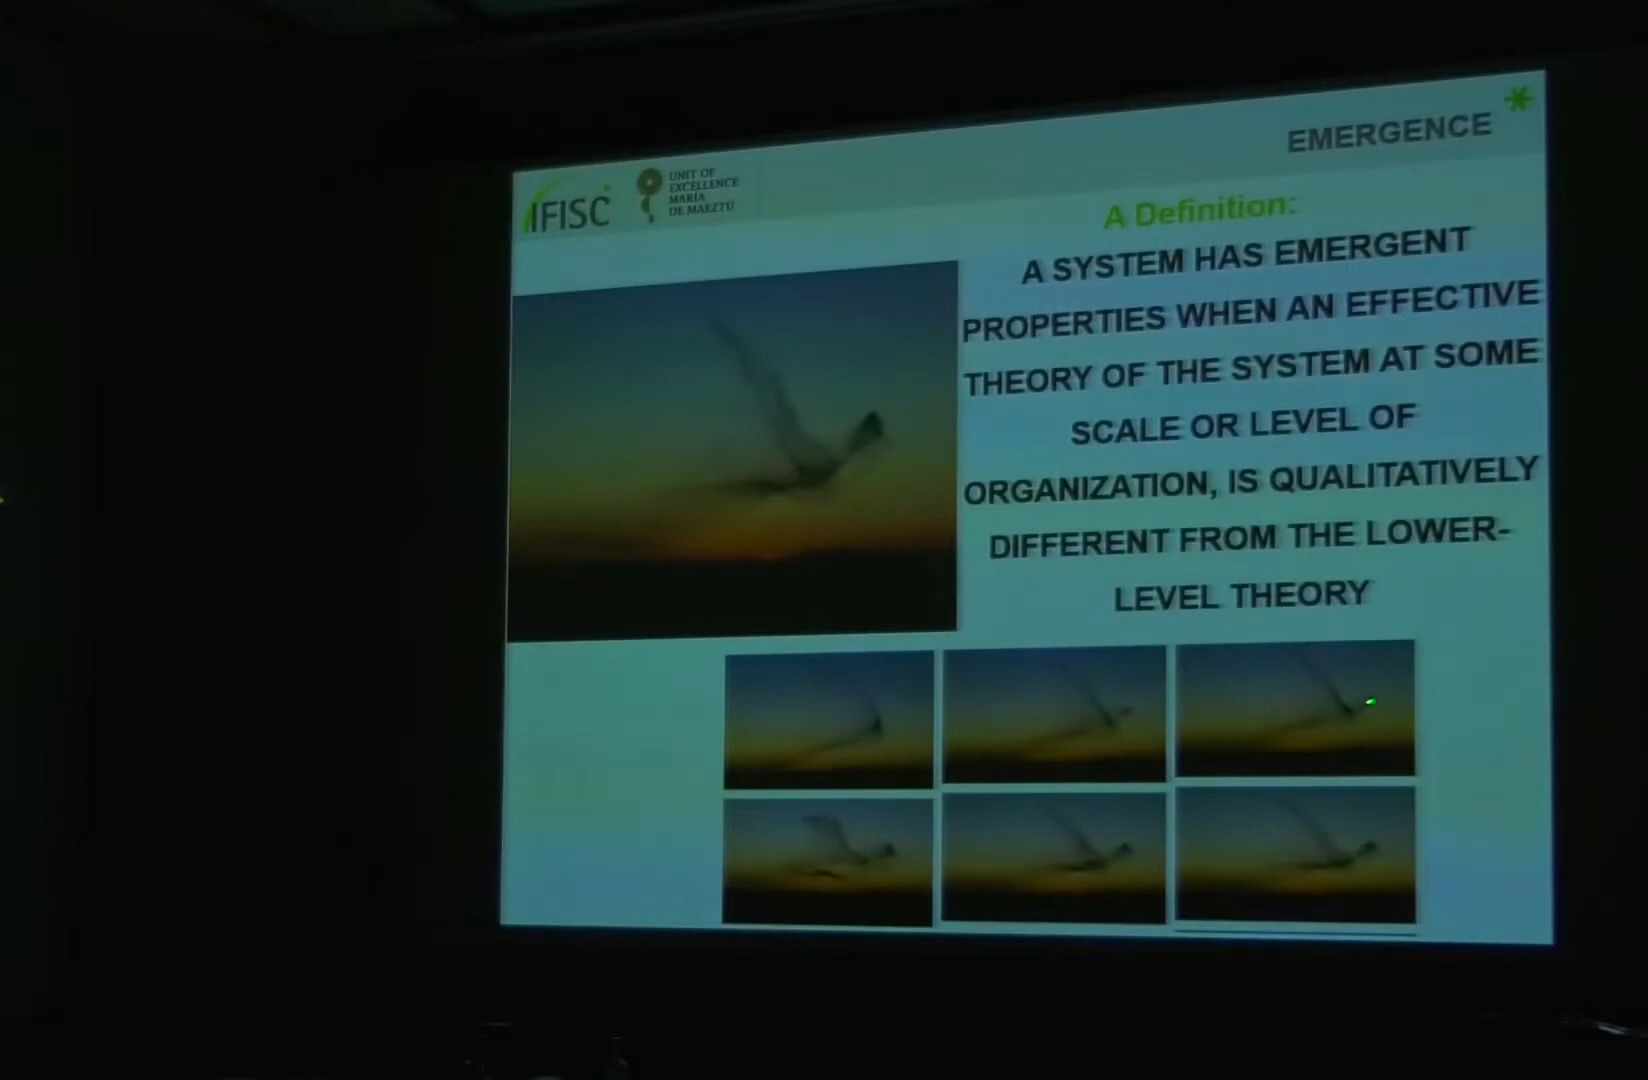 EMERGENCE
IFISC
UNIT OF
EXCELLENCE
MARÍA
DE MAEZTU
A Definition:
A SYSTEM HAS EMERGENT
PROPERTIES WHEN AN EFFECTIVE
THEORY OF THE SYSTEM AT SOME
SCALE OR LEVEL OF
ORGANIZATION, IS QUALITATIVELY
DIFFERENT FROM THE LOWER-
LEVEL THEORY